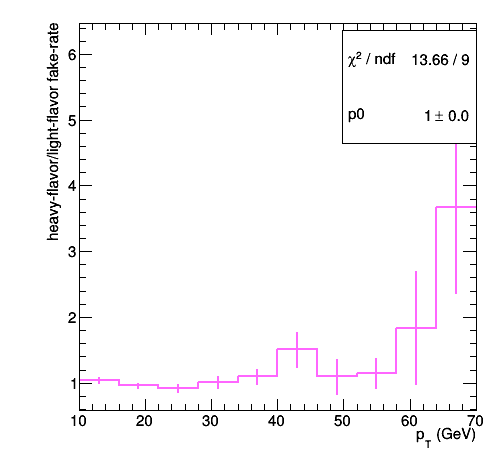 heavy-flavor/light-flavor fake-rate
6
5
4
3
2
1
χ² / ndf 13.66 / 9
p0 1 ± 0.0
10 20 30 40 50 60 70
p_T (GeV)